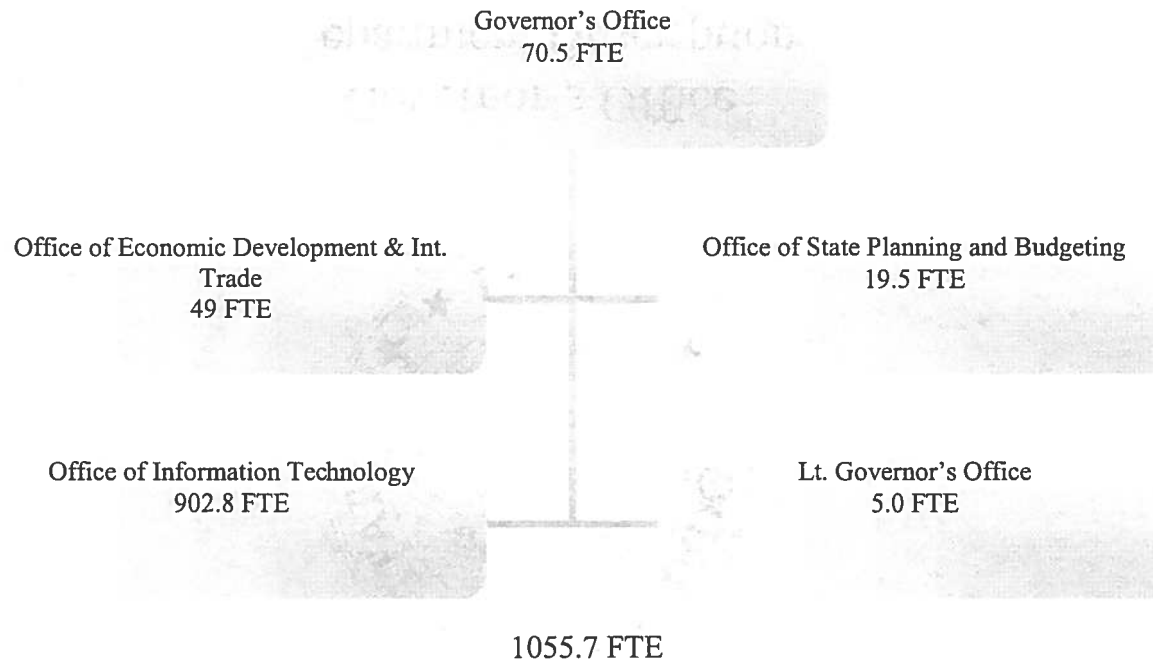 Governor's Office
70.5 FTE
Office of Economic Development & Int.
Trade
49 FTE
Office of State Planning and Budgeting
19.5 FTE
Office of Information Technology
902.8 FTE
Lt. Governor's Office
5.0 FTE
1055.7 FTE